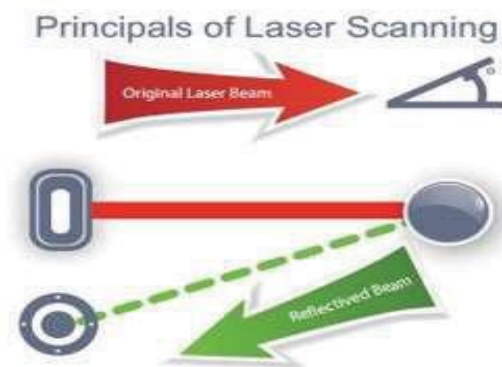 Principals of Laser Scanning
Original Laser Beam
Reflectived Beam